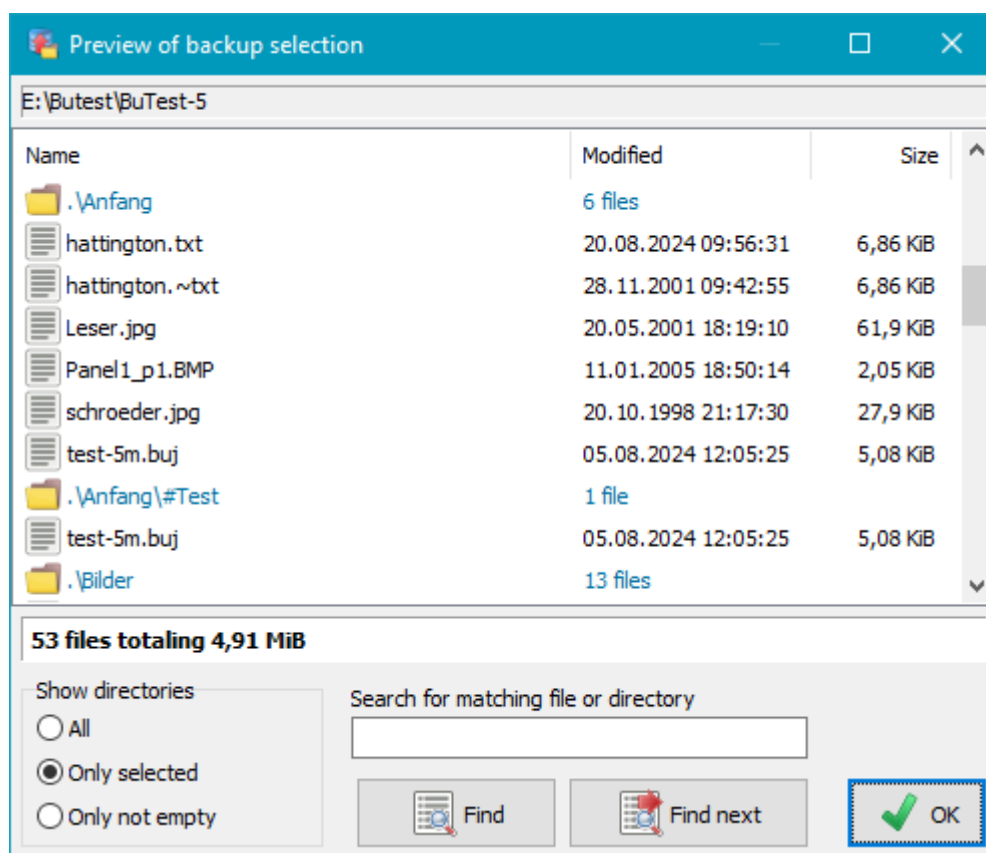 Preview of backup selection
E:\Butest\BuTest-5
Name Modified Size
.\Anfang 6 files
hattington.txt 20.08.2024 09:56:31 6,86 KiB
hattington.~txt 28.11.2001 09:42:55 6,86 KiB
Leser.jpg 20.05.2001 18:19:10 61,9 KiB
Panel1_p1.BMP 11.01.2005 18:50:14 2,05 KiB
schroeder.jpg 20.10.1998 21:17:30 27,9 KiB
test-5m.buj 05.08.2024 12:05:25 5,08 KiB
.\Anfang\#Test 1 file
test-5m.buj 05.08.2024 12:05:25 5,08 KiB
.\Bilder 13 files
53 files totaling 4,91 MiB
Show directories
All
Only selected
Only not empty
Search for matching file or directory
Find Find next OK